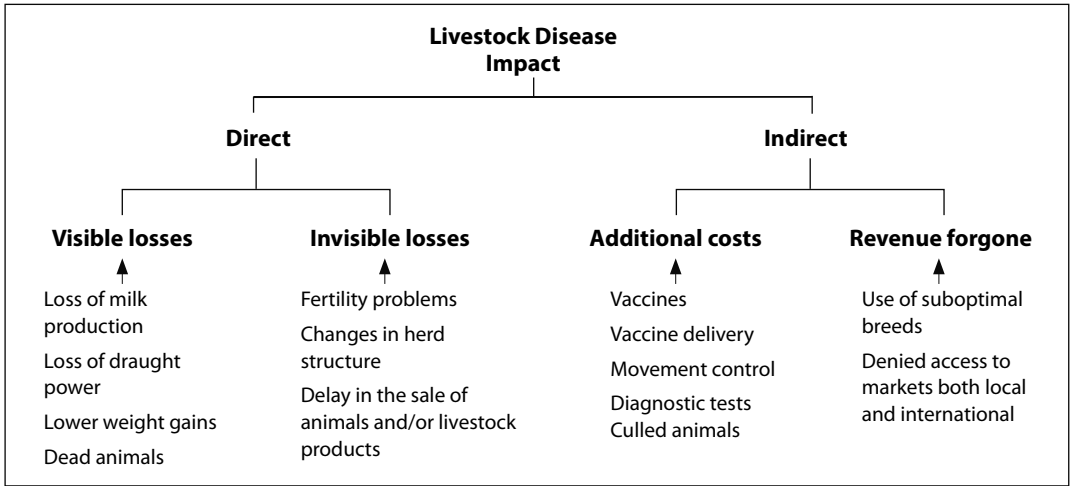 Livestock Disease
Impact
Direct
Indirect
Visible losses
Invisible losses
Additional costs
Revenue forgone
Loss of milk
production
Loss of draught
power
Lower weight gains
Dead animals
Fertility problems
Changes in herd
structure
Delay in the sale of
animals and/or livestock
products
Vaccines
Vaccine delivery
Movement control
Diagnostic tests
Culled animals
Use of suboptimal
breeds
Denied access to
markets both local
and international